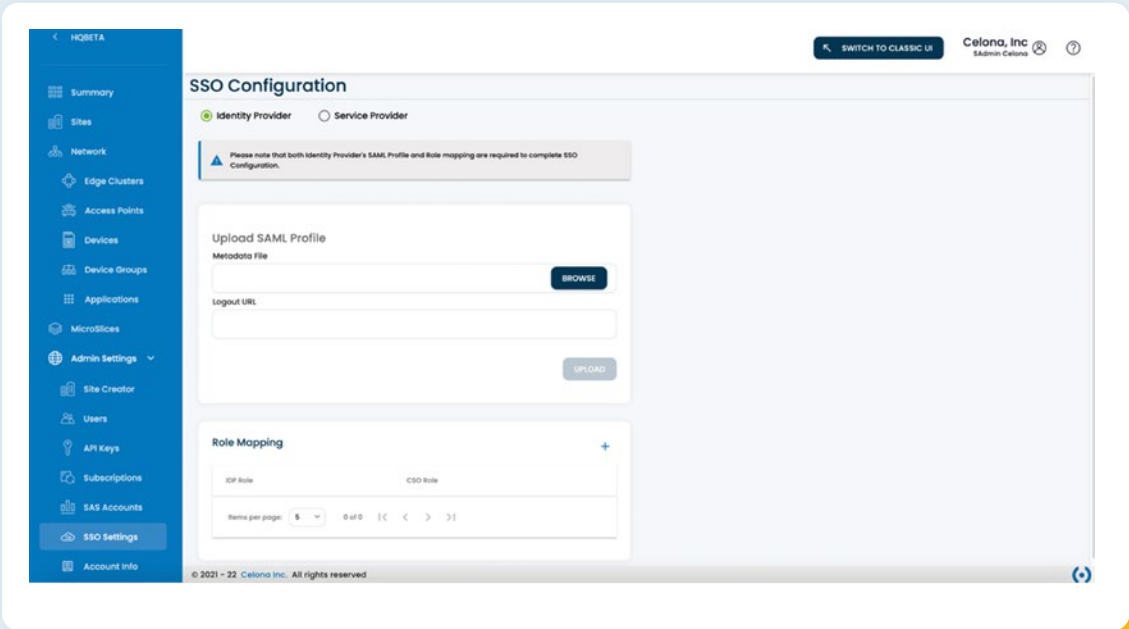 HQBETA
SWITCH TO CLASSIC UI
Celona, Inc
SAdmin Celona
Summary
Sites
Network
Edge Clusters
Access Points
Devices
Device Groups
Applications
MicroSlices
Admin Settings
Site Creator
Users
API Keys
Subscriptions
SAS Accounts
SSO Settings
Account Info
SSO Configuration
Identity Provider
Service Provider
Please note that both Identity Provider's SAML Profile and Role mapping are required to complete SSO
Configuration.
Upload SAML Profile
Metadata File
BROWSE
Logout URL
UPLOAD
Role Mapping
+
IDP Role CSO Role
Items per page: 5 0 of 0
© 2021 - 22 Celona Inc. All rights reserved